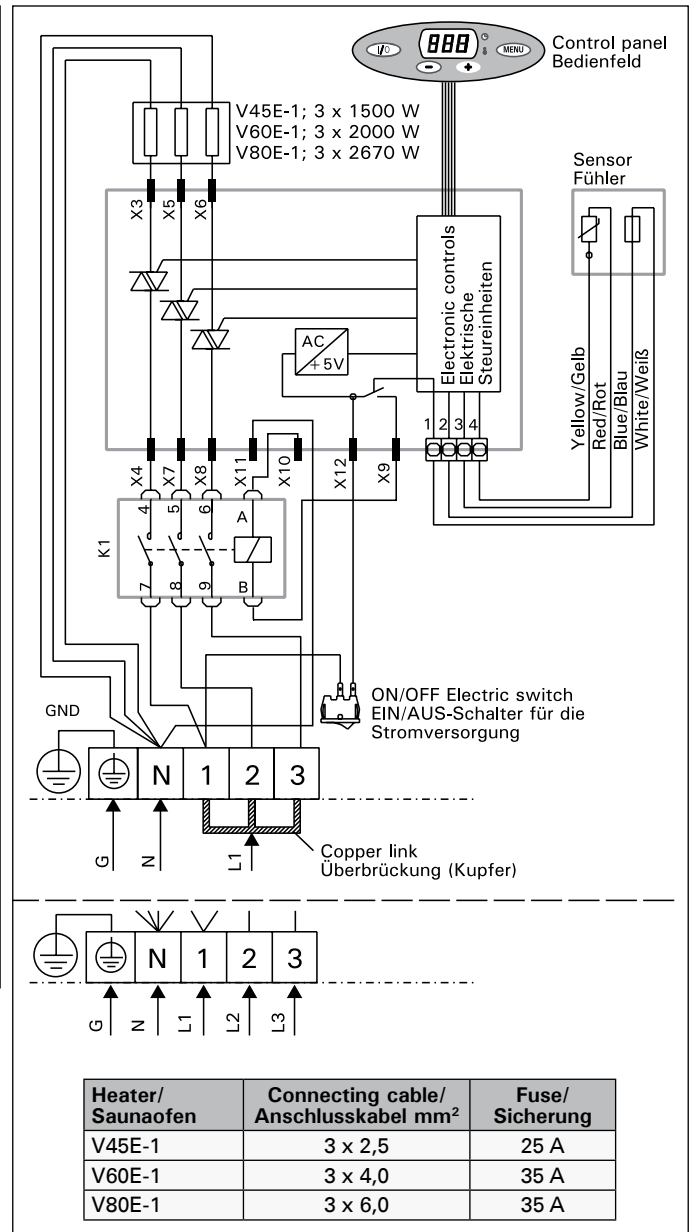 I/O
888
MENU
−
+
Control panel
Bedienfeld
V45E-1; 3 x 1500 W
V60E-1; 3 x 2000 W
V80E-1; 3 x 2670 W
Sensor
Fühler
X3
X5
X6
Electronic controls
Elektrische
Steureinheiten
AC
+5V
Yellow/Gelb
Red/Rot
Blue/Blau
White/Weiß
1 2 3 4
X4
X7
X8
X11
X10
X12
X9
4 5 6 A
K1
7 8 9 B
ON/OFF Electric switch
EIN/AUS-Schalter für die
Stromversorgung
GND
N 1 2 3
G N L1
Copper link
Überbrückung (Kupfer)
N 1 2 3
G N L1 L2 L3
Heater/ Connecting cable/ Fuse/
Saunaofen Anschlusskabel mm² Sicherung
V45E-1 3 x 2,5 25 A
V60E-1 3 x 4,0 35 A
V80E-1 3 x 6,0 35 A